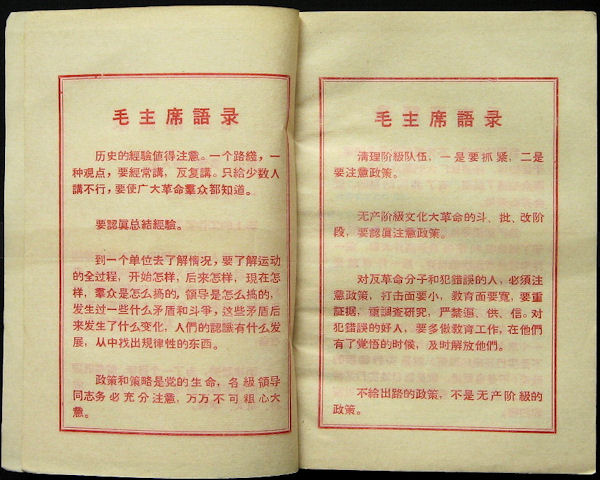 毛主席語录
历史的經驗値得注意。一个路綫，一
种观点，要經常講，反复講。只給少数人
講不行，要使广大革命羣众都知道。
要認眞总結經驗。
到一个单位去了解情况，要了解运动
的全过程，开始怎样，后来怎样，現在怎
样，羣众是怎么搞的，领导是怎么搞的，
发生过一些什么矛盾和斗爭，这些矛盾后
来发生了什么变化，人們的認識有什么发
展，从中找出規律性的东西。
政策和策略是党的生命，各級領导
同志务必充分注意，万万不可粗心大
意。
毛主席語录
清理阶級队伍，一是要抓紧，二是
要注意政策。
无产阶級文化大革命的斗、批、改阶
段，要認眞注意政策。
对反革命分子和犯錯誤的人，必須注
意政策，打击面要小，教育面要寬，要重
証据，重調査研究，严禁逼、供、信。对
犯錯誤的好人，要多做教育工作，在他們
有了覚悟的时候，及时解放他們。
不給出路的政策，不是无产阶級的
政策。